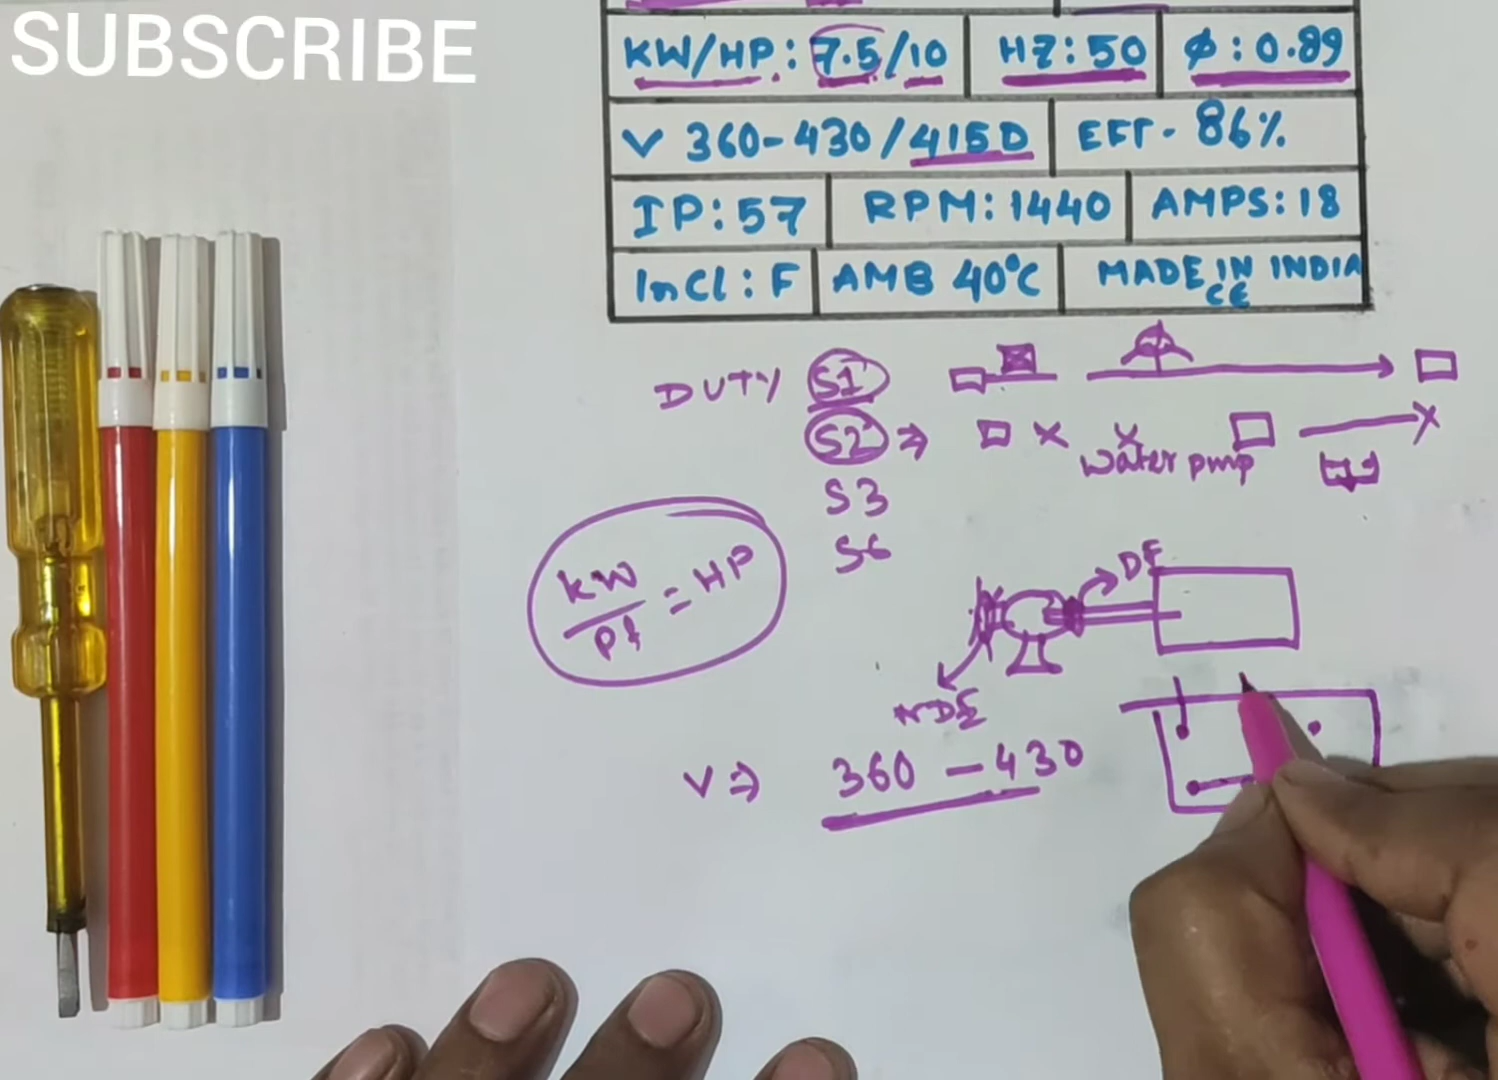 SUBSCRIBE
KW/HP: 7.5/10 HZ: 50 φ: 0.89
V 360-430/415D EFF- 86%
IP: 57 RPM: 1440 AMPS: 18
InCl: F AMB 40°C MADE IN INDIA
CE
DUTY S1
S2 ⇒ water pmp
S3
S6
KW/Pf = HP
DE
NDE
V ⇒ 360 - 430